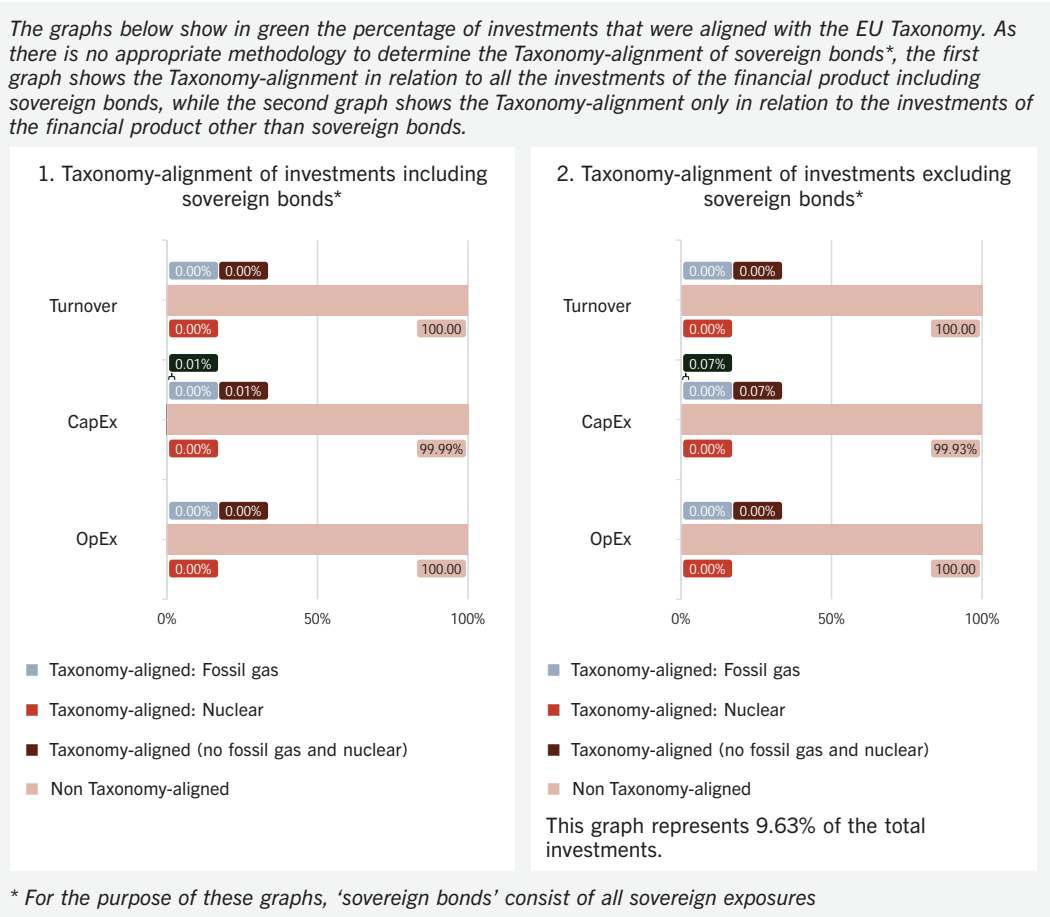 The graphs below show in green the percentage of investments that were aligned with the EU Taxonomy. As
there is no appropriate methodology to determine the Taxonomy-alignment of sovereign bonds*, the first
graph shows the Taxonomy-alignment in relation to all the investments of the financial product including
sovereign bonds, while the second graph shows the Taxonomy-alignment only in relation to the investments of
the financial product other than sovereign bonds.
1. Taxonomy-alignment of investments including
sovereign bonds*
0.00% 0.00%
Turnover
0.00% 100.00
0.01%
0.00% 0.01%
CapEx
0.00% 99.99%
0.00% 0.00%
OpEx
0.00% 100.00
0% 50% 100%
Taxonomy-aligned: Fossil gas
Taxonomy-aligned: Nuclear
Taxonomy-aligned (no fossil gas and nuclear)
Non Taxonomy-aligned
2. Taxonomy-alignment of investments excluding
sovereign bonds*
0.00% 0.00%
Turnover
0.00% 100.00
0.07%
0.00% 0.07%
CapEx
0.00% 99.93%
0.00% 0.00%
OpEx
0.00% 100.00
0% 50% 100%
Taxonomy-aligned: Fossil gas
Taxonomy-aligned: Nuclear
Taxonomy-aligned (no fossil gas and nuclear)
Non Taxonomy-aligned
This graph represents 9.63% of the total
investments.
* For the purpose of these graphs, ‘sovereign bonds’ consist of all sovereign exposures